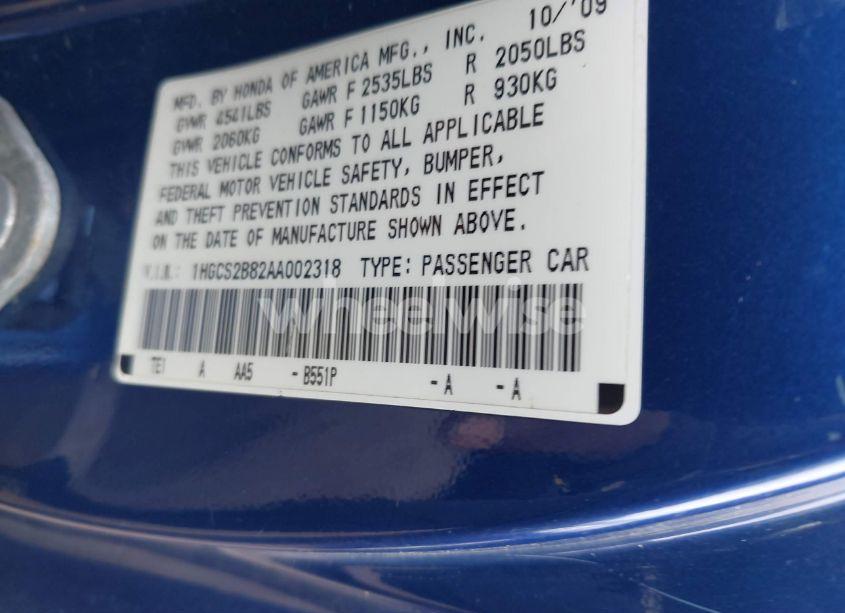 MFD. BY HONDA OF AMERICA MFG., INC. 10/'09
GVWR 4541LBS GAWR F 2535LBS R 2050LBS
GVWR 2060KG GAWR F 1150KG R 930KG
THIS VEHICLE CONFORMS TO ALL APPLICABLE
FEDERAL MOTOR VEHICLE SAFETY, BUMPER,
AND THEFT PREVENTION STANDARDS IN EFFECT
ON THE DATE OF MANUFACTURE SHOWN ABOVE.
V.I.N.: 1HGCS2B82AA002318 TYPE: PASSENGER CAR
wheelwise
TE1 A AA5 - B551P - A - A